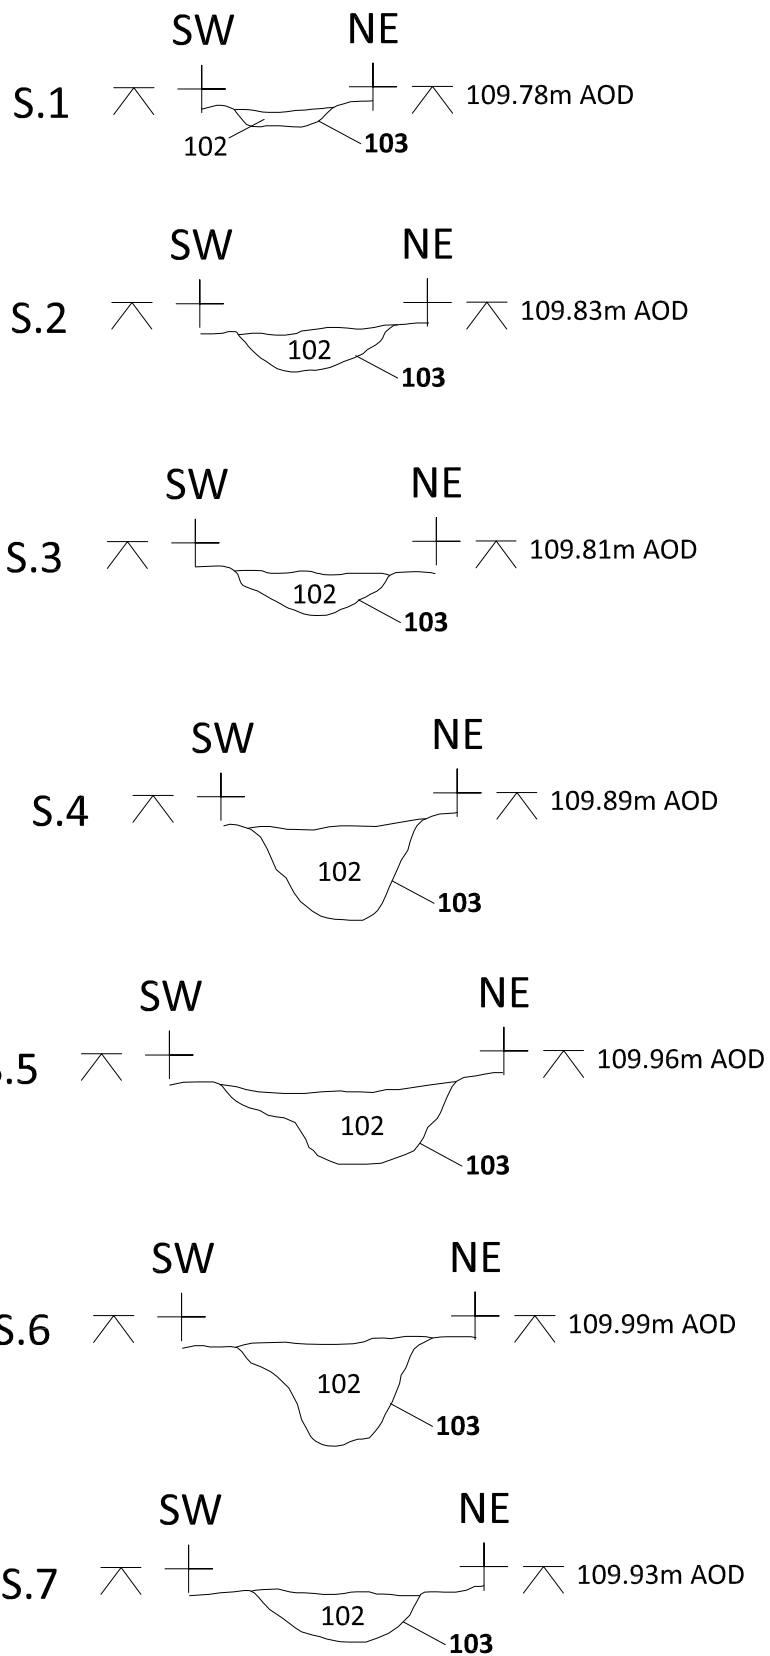 SW NE
S.1 109.78m AOD
102 103
SW NE
S.2 109.83m AOD
102
103
SW NE
S.3 109.81m AOD
102
103
SW NE
S.4 109.89m AOD
102
103
SW NE
.5 109.96m AOD
102
103
SW NE
S.6 109.99m AOD
102
103
SW NE
S.7 109.93m AOD
102
103